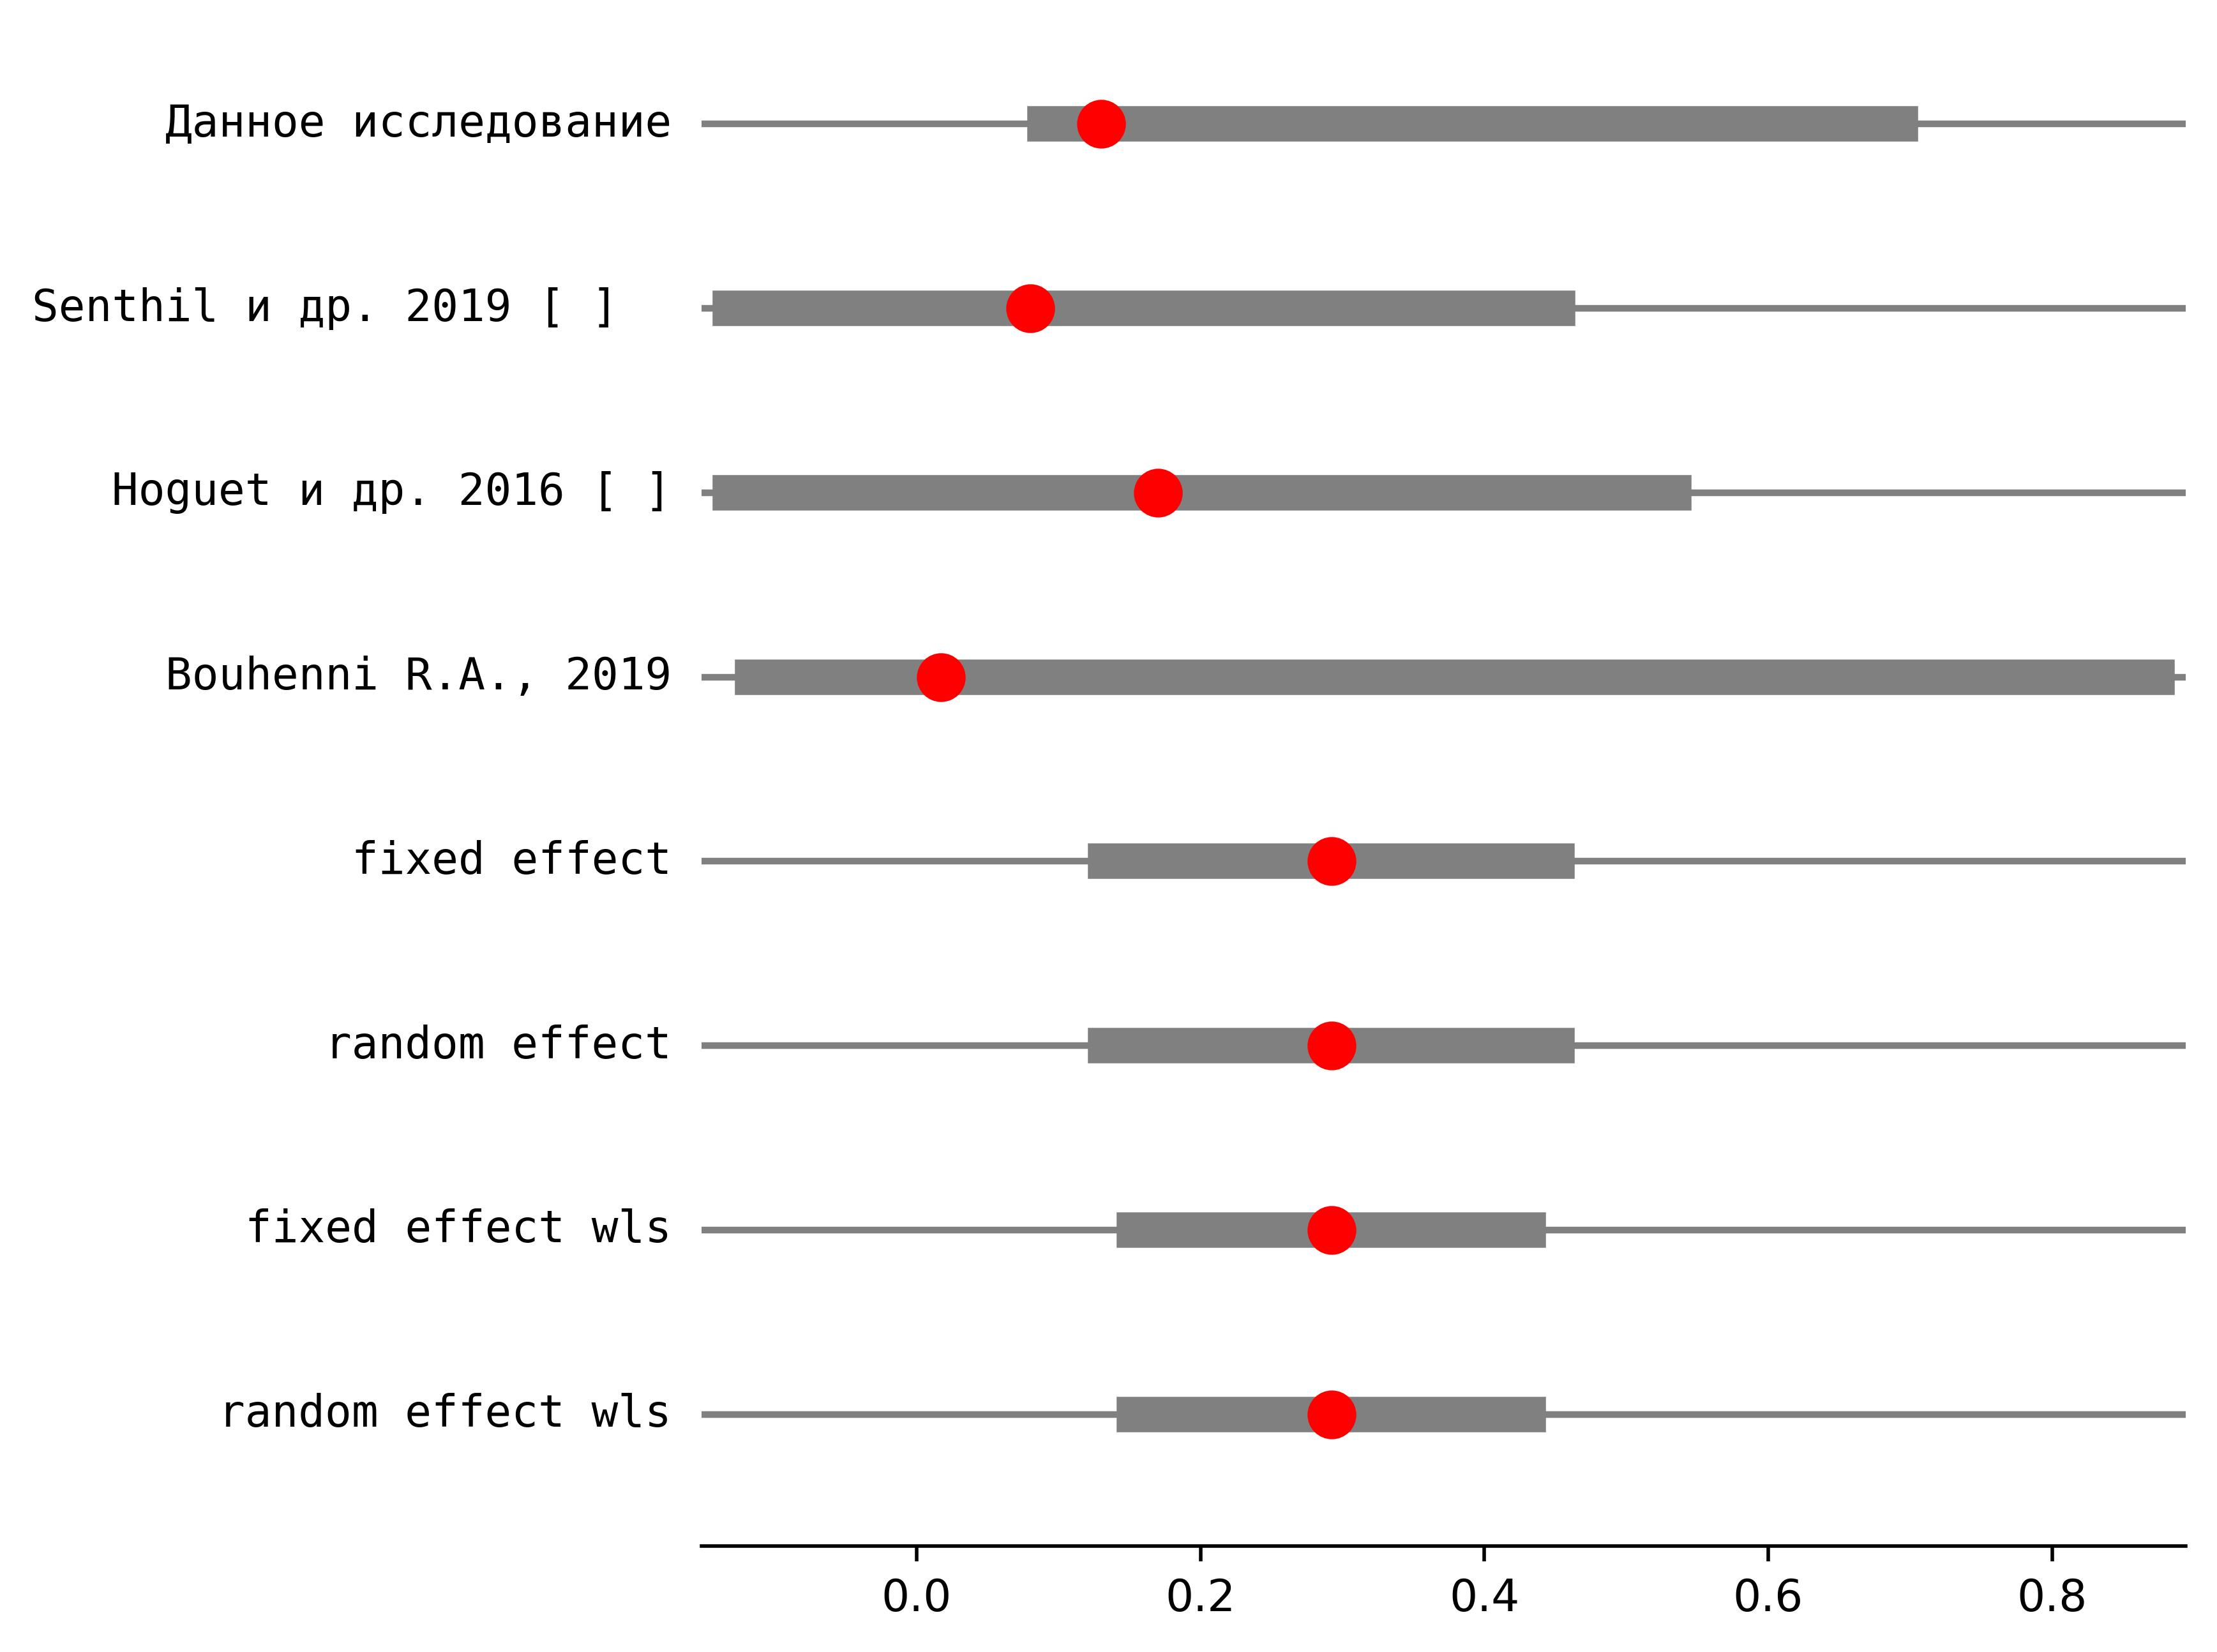 Данное исследование
Senthil и др. 2019 [ ]
Hoguet и др. 2016 [ ]
Bouhenni R.A., 2019
fixed effect
random effect
fixed effect wls
random effect wls
0.0 0.2 0.4 0.6 0.8